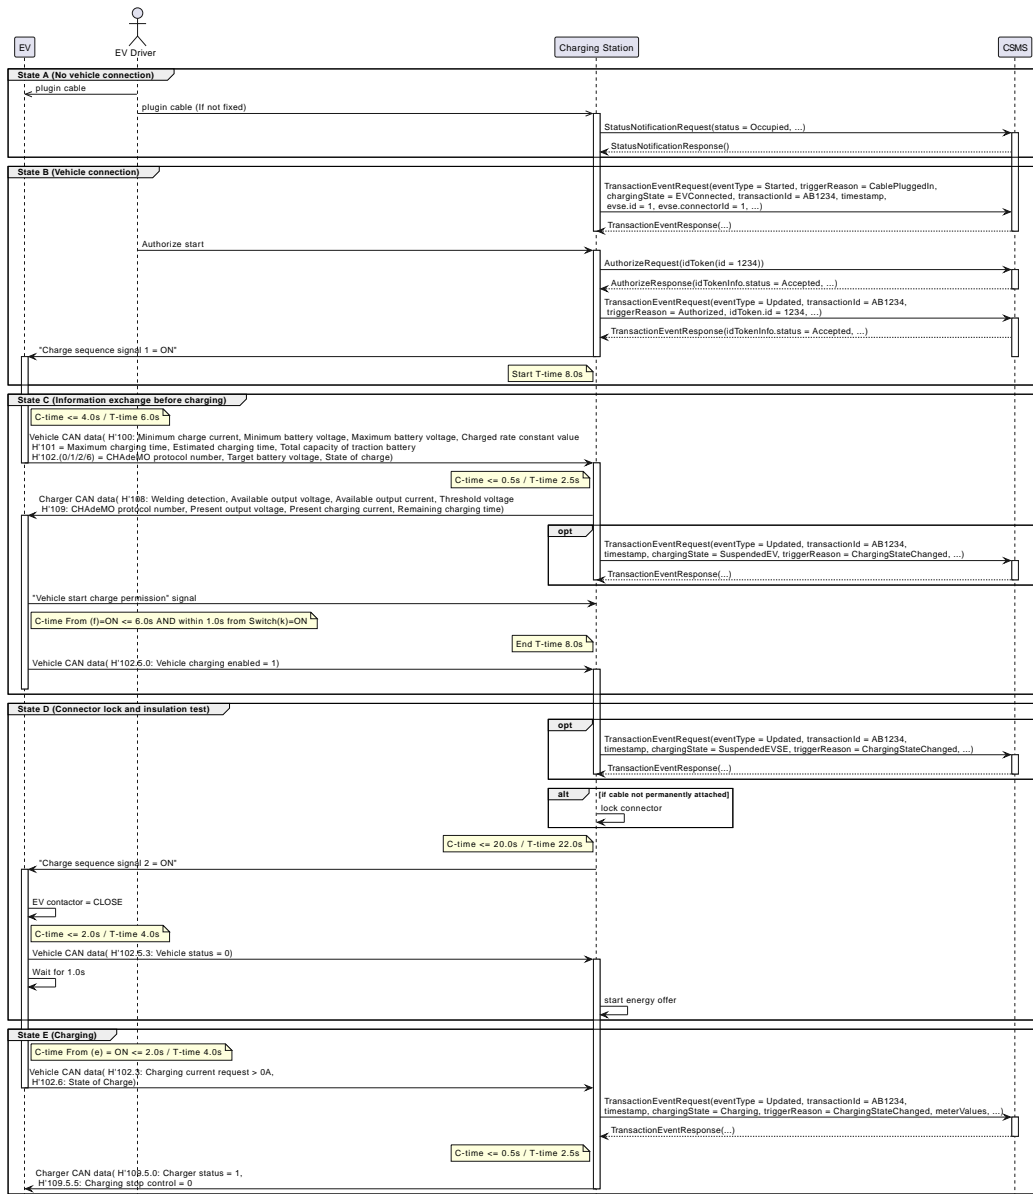 EV
EV Driver
Charging Station
CSMS
State A (No vehicle connection)
plugin cable
plugin cable (If not fixed)
StatusNotificationRequest(status = Occupied, ...)
StatusNotificationResponse()
State B (Vehicle connection)
TransactionEventRequest(eventType = Started, triggerReason = CablePluggedIn,
chargingState = EVConnected, transactionId = AB1234, timestamp,
evse.id = 1, evse.connectorId = 1, ...)
TransactionEventResponse(...)
Authorize start
AuthorizeRequest(idToken(id = 1234))
AuthorizeResponse(idTokenInfo.status = Accepted, ...)
TransactionEventRequest(eventType = Updated, transactionId = AB1234,
triggerReason = Authorized, idToken.id = 1234, ...)
TransactionEventResponse(idTokenInfo.status = Accepted, ...)
"Charge sequence signal 1 = ON"
Start T-time 8.0s
State C (Information exchange before charging)
C-time <= 4.0s / T-time 6.0s
Vehicle CAN data( H'100: Minimum charge current, Minimum battery voltage, Maximum battery voltage, Charged rate constant value
H'101 = Maximum charging time, Estimated charging time, Total capacity of traction battery
H'102.(0/1/2/6) = CHAdeMO protocol number, Target battery voltage, State of charge)
C-time <= 0.5s / T-time 2.5s
Charger CAN data( H'108: Welding detection, Available output voltage, Available output current, Threshold voltage
H'109: CHAdeMO protocol number, Present output voltage, Present charging current, Remaining charging time)
opt
TransactionEventRequest(eventType = Updated, transactionId = AB1234,
timestamp, chargingState = SuspendedEV, triggerReason = ChargingStateChanged, ...)
TransactionEventResponse(...)
"Vehicle start charge permission" signal
C-time From (f)=ON <= 6.0s AND within 1.0s from Switch(k)=ON
End T-time 8.0s
Vehicle CAN data( H'102.5.0: Vehicle charging enabled = 1)
State D (Connector lock and insulation test)
opt
TransactionEventRequest(eventType = Updated, transactionId = AB1234,
timestamp, chargingState = SuspendedEVSE, triggerReason = ChargingStateChanged, ...)
TransactionEventResponse(...)
alt [if cable not permanently attached]
lock connector
C-time <= 20.0s / T-time 22.0s
"Charge sequence signal 2 = ON"
EV contactor = CLOSE
C-time <= 2.0s / T-time 4.0s
Vehicle CAN data( H'102.5.3: Vehicle status = 0)
Wait for 1.0s
start energy offer
State E (Charging)
C-time From (e) = ON <= 2.0s / T-time 4.0s
Vehicle CAN data( H'102.3: Charging current request > 0A,
H'102.6: State of Charge)
TransactionEventRequest(eventType = Updated, transactionId = AB1234,
timestamp, chargingState = Charging, triggerReason = ChargingStateChanged, meterValues, ...)
TransactionEventResponse(...)
C-time <= 0.5s / T-time 2.5s
Charger CAN data( H'109.5.0: Charger status = 1,
H'109.5.5: Charging stop control = 0